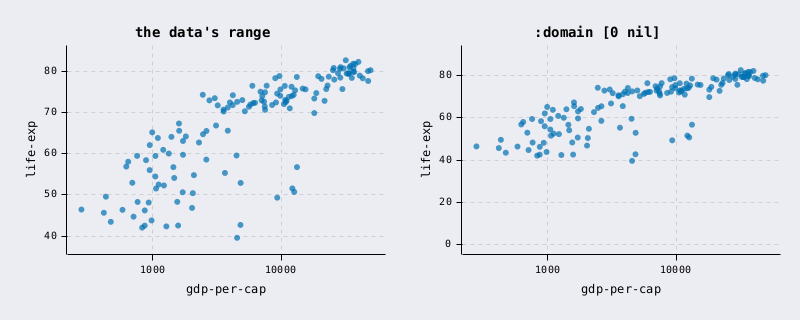 the data's range
80
70
60
50
40
life-exp
1000 10000
gdp-per-cap
:domain [0 nil]
80
60
40
20
0
life-exp
1000 10000
gdp-per-cap